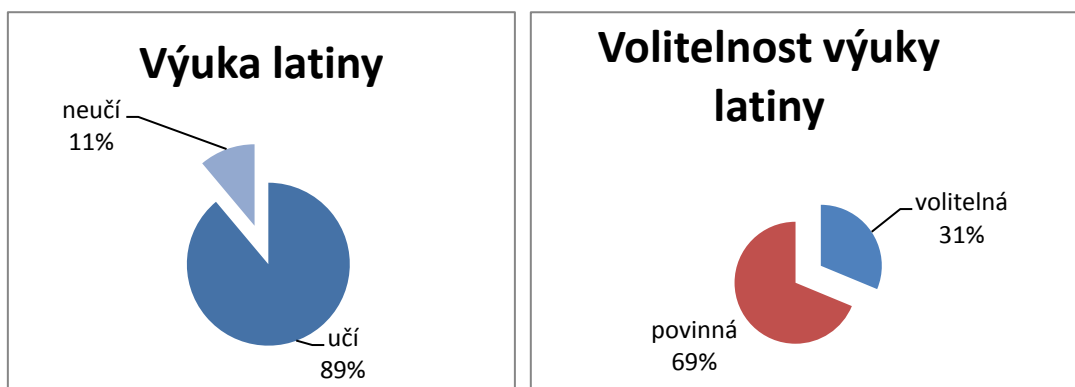 Výuka latiny
neučí
11%
učí
89%
Volitelnost výuky
latiny
volitelná
31%
povinná
69%